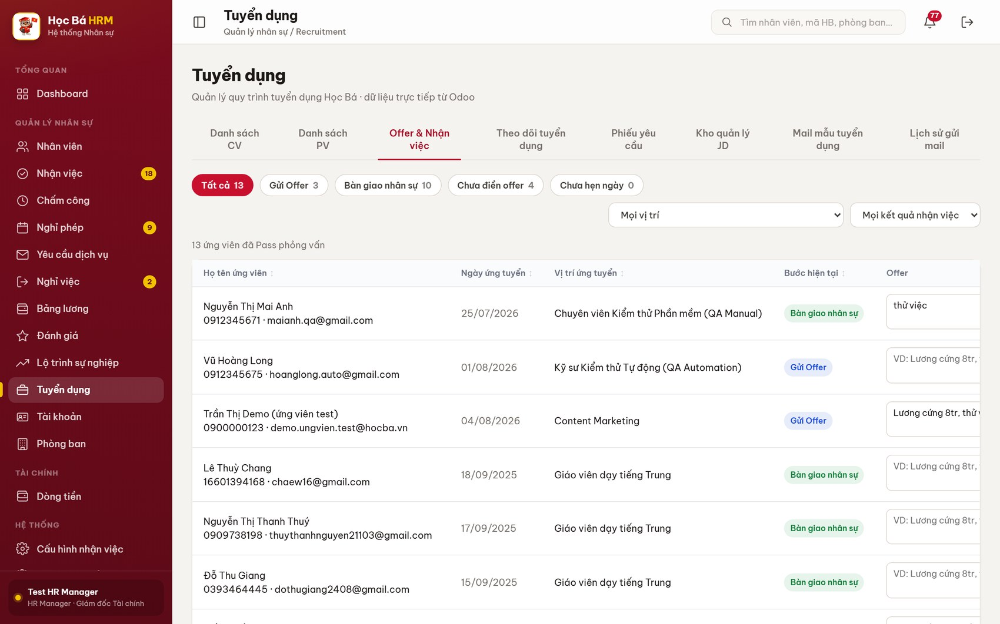 Học Bá HRM
Hệ thống Nhân sự
TỔNG QUAN
Dashboard
QUẢN LÝ NHÂN SỰ
Nhân viên
Nhận việc 18
Chấm công
Nghỉ phép 9
Yêu cầu dịch vụ
Nghỉ việc 2
Bảng lương
Đánh giá
Lộ trình sự nghiệp
Tuyển dụng
Tài khoản
Phòng ban
TÀI CHÍNH
Dòng tiền
HỆ THỐNG
Cấu hình nhận việc
Test HR Manager
HR Manager · Giám đốc Tài chính
Tuyển dụng
Quản lý nhân sự / Recruitment
Tìm nhân viên, mã HB, phòng ban...
77
Tuyển dụng
Quản lý quy trình tuyển dụng Học Bá · dữ liệu trực tiếp từ Odoo
Danh sách CV
Danh sách PV
Offer & Nhận việc
Theo dõi tuyển dụng
Phiếu yêu cầu
Kho quản lý JD
Mail mẫu tuyển dụng
Lịch sử gửi mail
Tất cả 13
Gửi Offer 3
Bàn giao nhân sự 10
Chưa điền offer 4
Chưa hẹn ngày 0
Mọi vị trí
Mọi kết quả nhận việc
13 ứng viên đã Pass phỏng vấn
Họ tên ứng viên ↕ Ngày ứng tuyển ↕ Vị trí ứng tuyển ↕ Bước hiện tại ↕ Offer
Nguyễn Thị Mai Anh
0912345671 · maianh.qa@gmail.com
25/07/2026
Chuyên viên Kiểm thử Phần mềm (QA Manual)
Bàn giao nhân sự
thử việc
Vũ Hoàng Long
0912345675 · hoanglong.auto@gmail.com
01/08/2026
Kỹ sư Kiểm thử Tự động (QA Automation)
Gửi Offer
VD: Lương cứng 8tr,
Trần Thị Demo (ứng viên test)
0900000123 · demo.ungvien.test@hocba.vn
04/08/2026
Content Marketing
Gửi Offer
Lương cứng 8tr, thử
Lê Thuỳ Chang
16601394168 · chaew16@gmail.com
18/09/2025
Giáo viên dạy tiếng Trung
Bàn giao nhân sự
VD: Lương cứng 8tr,
Nguyễn Thị Thanh Thuý
0909738198 · thuythanhnguyen21103@gmail.com
17/09/2025
Giáo viên dạy tiếng Trung
Bàn giao nhân sự
VD: Lương cứng 8tr,
Đỗ Thu Giang
0393464445 · dothugiang2408@gmail.com
15/09/2025
Giáo viên dạy tiếng Trung
Bàn giao nhân sự
VD: Lương cứng 8tr,